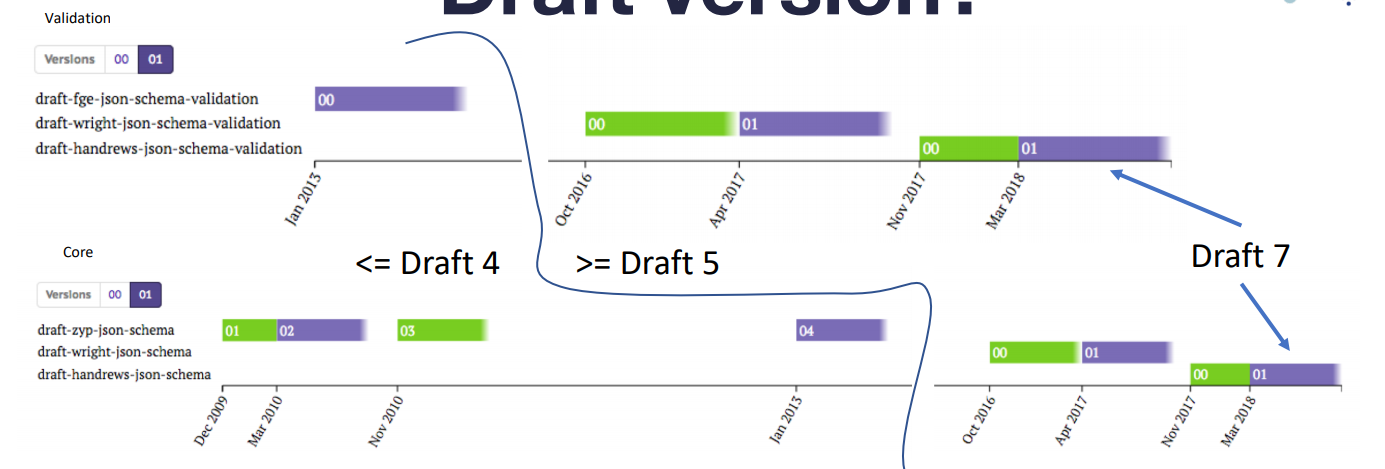 Draft version?
Validation
Versions 00 01
draft-fge-json-schema-validation 00
draft-wright-json-schema-validation 00 01
draft-handrews-json-schema-validation 00 01
Jan 2013 Oct 2016 Apr 2017 Nov 2017 Mar 2018
Core
<= Draft 4 >= Draft 5 Draft 7
Versions 00 01
draft-zyp-json-schema 01 02 03 04
draft-wright-json-schema 00 01
draft-handrews-json-schema 00 01
Dec 2009 Mar 2010 Nov 2010 Jan 2013 Oct 2016 Apr 2017 Nov 2017 Mar 2018